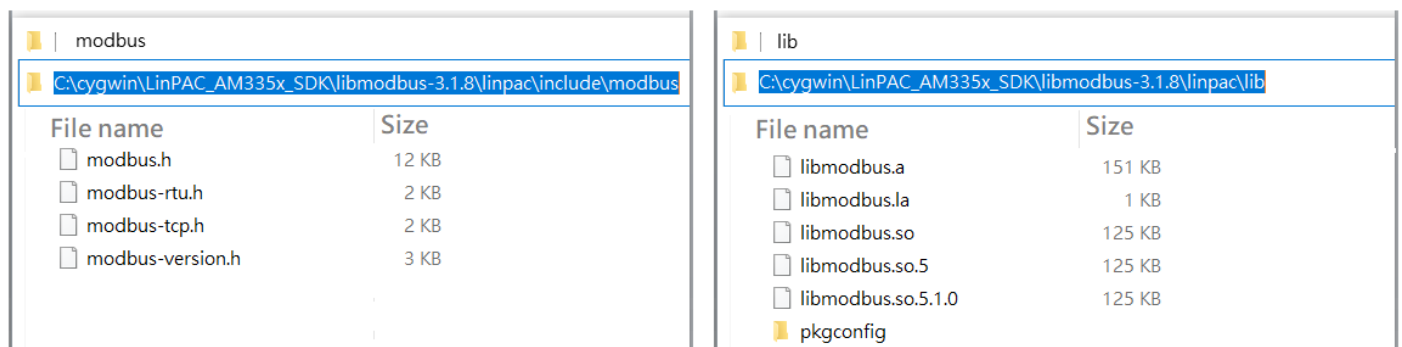 modbus
C:\cygwin\LinPAC_AM335x_SDK\libmodbus-3.1.8\linpac\include\modbus
File name Size
modbus.h 12 KB
modbus-rtu.h 2 KB
modbus-tcp.h 2 KB
modbus-version.h 3 KB
lib
C:\cygwin\LinPAC_AM335x_SDK\libmodbus-3.1.8\linpac\lib
File name Size
libmodbus.a 151 KB
libmodbus.la 1 KB
libmodbus.so 125 KB
libmodbus.so.5 125 KB
libmodbus.so.5.1.0 125 KB
pkgconfig